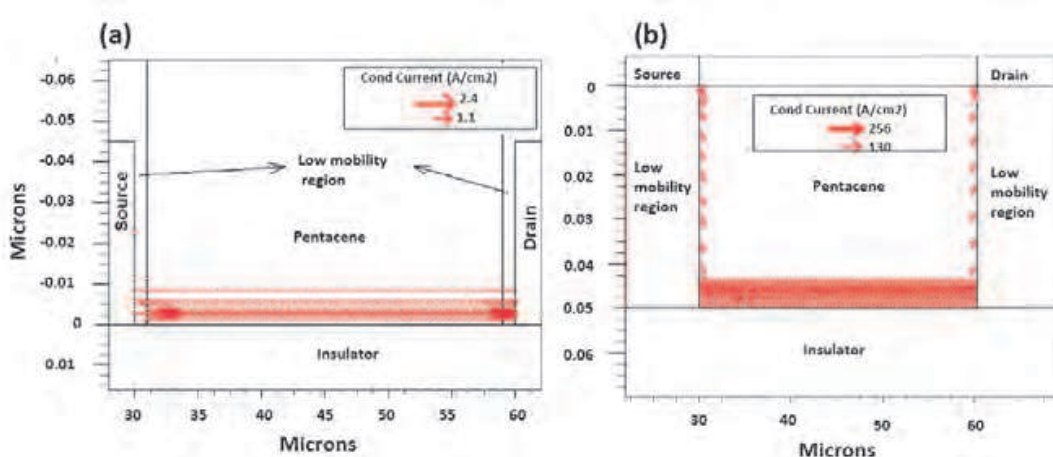 (a)
-0.06
-0.05
-0.04
-0.03
-0.02
-0.01
0
0.01
Microns
Cond Current (A/cm2)
2.4
1.1
Source
Low mobility
region
Pentacene
Drain
Insulator
30 35 40 45 50 55 60
Microns
(b)
Source
Drain
0
0.01
0.02
0.03
0.04
0.05
0.06
Cond Current (A/cm2)
256
130
Low
mobility
region
Pentacene
Low
mobility
region
Insulator
30 40 50 60
Microns